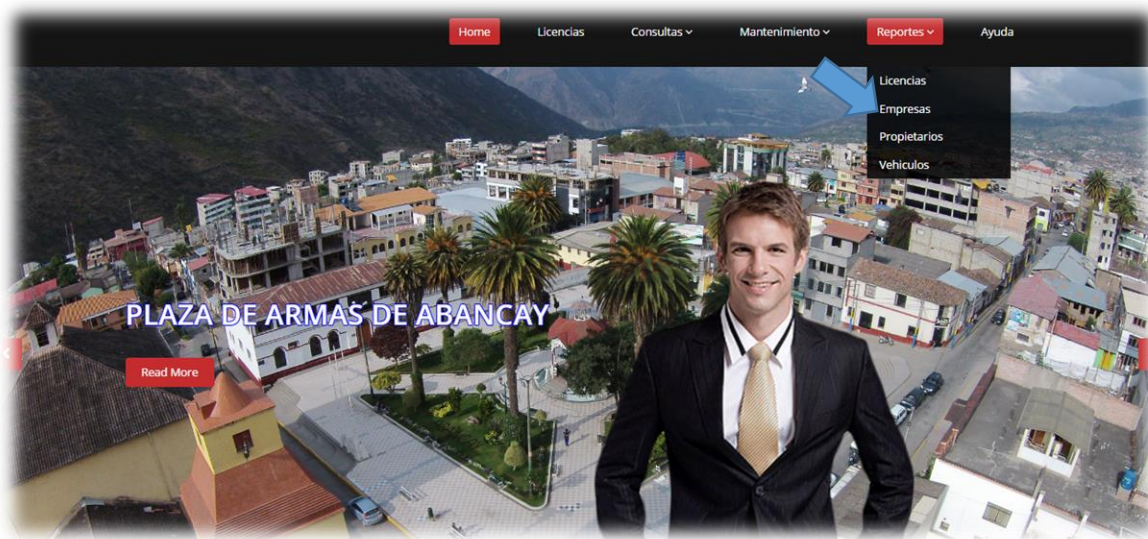 Home Licencias Consultas Mantenimiento Reportes Ayuda
Licencias
Empresas
Propietarios
Vehiculos
PLAZA DE ARMAS DE ABANCAY
Read More